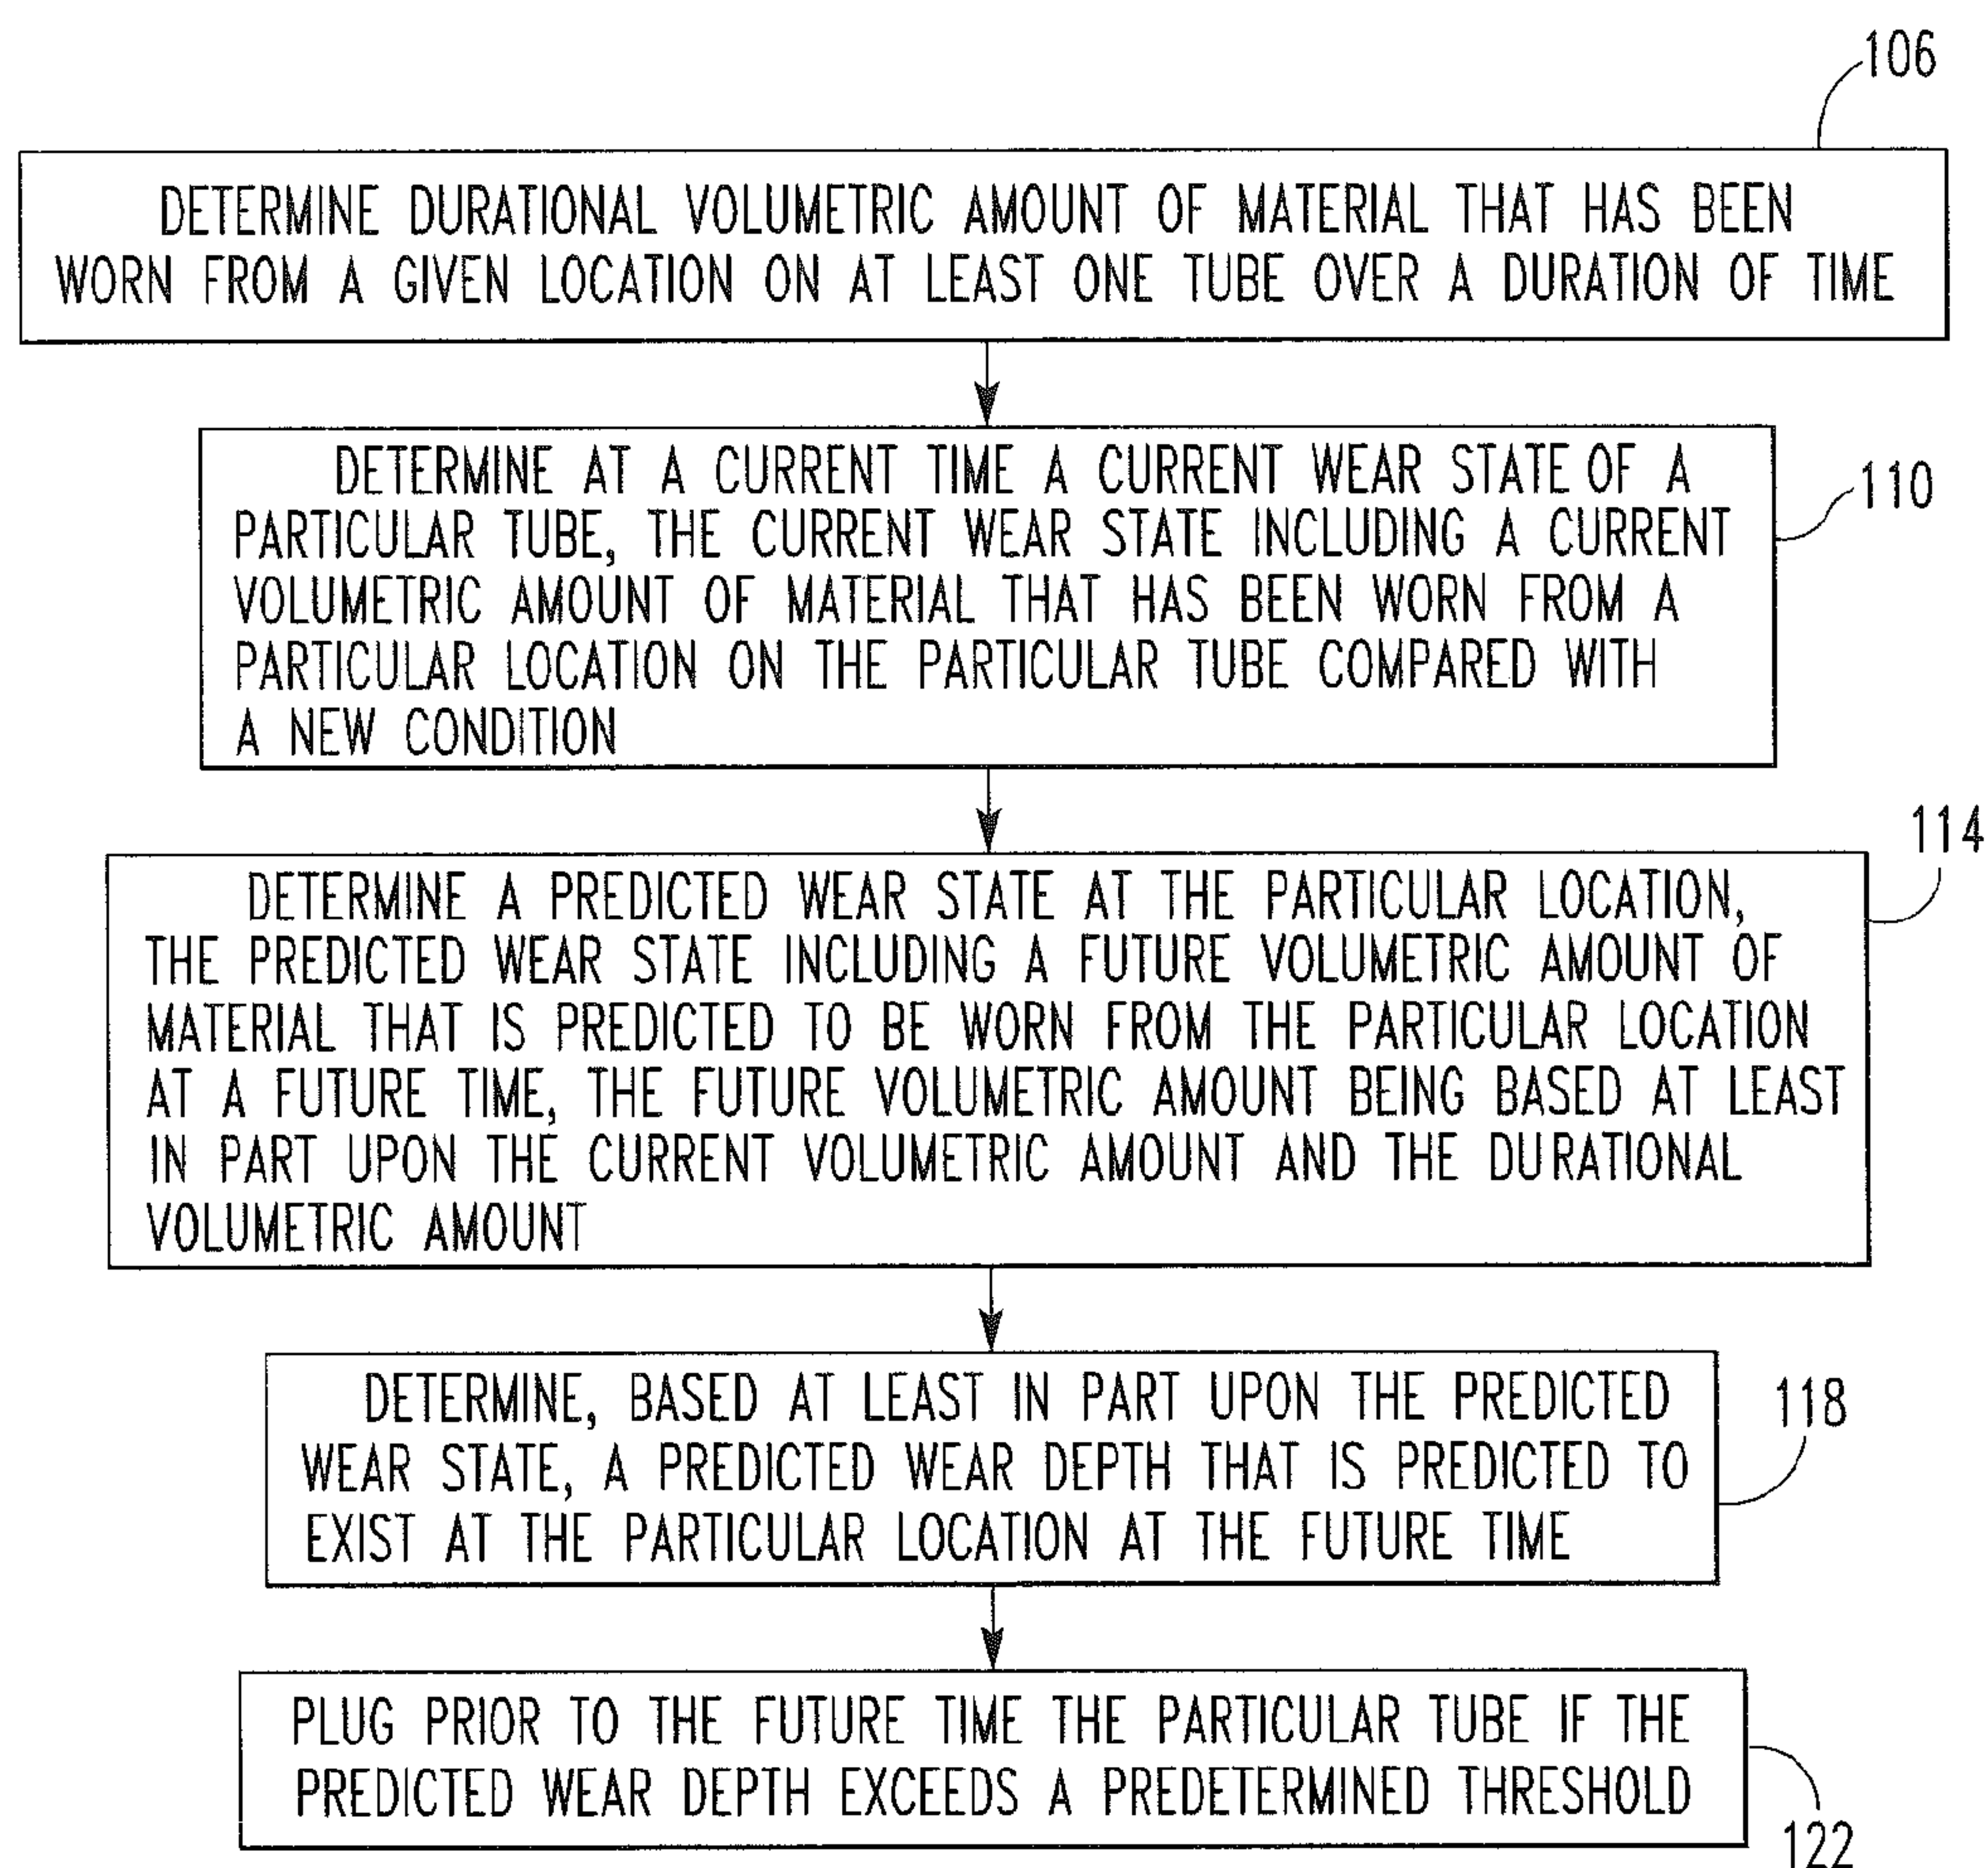 106
DETERMINE DURATIONAL VOLUMETRIC AMOUNT OF MATERIAL THAT HAS BEEN
WORN FROM A GIVEN LOCATION ON AT LEAST ONE TUBE OVER A DURATION OF TIME
DETERMINE AT A CURRENT TIME A CURRENT WEAR STATE OF A
PARTICULAR TUBE, THE CURRENT WEAR STATE INCLUDING A CURRENT
VOLUMETRIC AMOUNT OF MATERIAL THAT HAS BEEN WORN FROM A
PARTICULAR LOCATION ON THE PARTICULAR TUBE COMPARED WITH
A NEW CONDITION
110
114
DETERMINE A PREDICTED WEAR STATE AT THE PARTICULAR LOCATION,
THE PREDICTED WEAR STATE INCLUDING A FUTURE VOLUMETRIC AMOUNT OF
MATERIAL THAT IS PREDICTED TO BE WORN FROM THE PARTICULAR LOCATION
AT A FUTURE TIME, THE FUTURE VOLUMETRIC AMOUNT BEING BASED AT LEAST
IN PART UPON THE CURRENT VOLUMETRIC AMOUNT AND THE DURATIONAL
VOLUMETRIC AMOUNT
DETERMINE, BASED AT LEAST IN PART UPON THE PREDICTED
WEAR STATE, A PREDICTED WEAR DEPTH THAT IS PREDICTED TO
EXIST AT THE PARTICULAR LOCATION AT THE FUTURE TIME
118
PLUG PRIOR TO THE FUTURE TIME THE PARTICULAR TUBE IF THE
PREDICTED WEAR DEPTH EXCEEDS A PREDETERMINED THRESHOLD
122